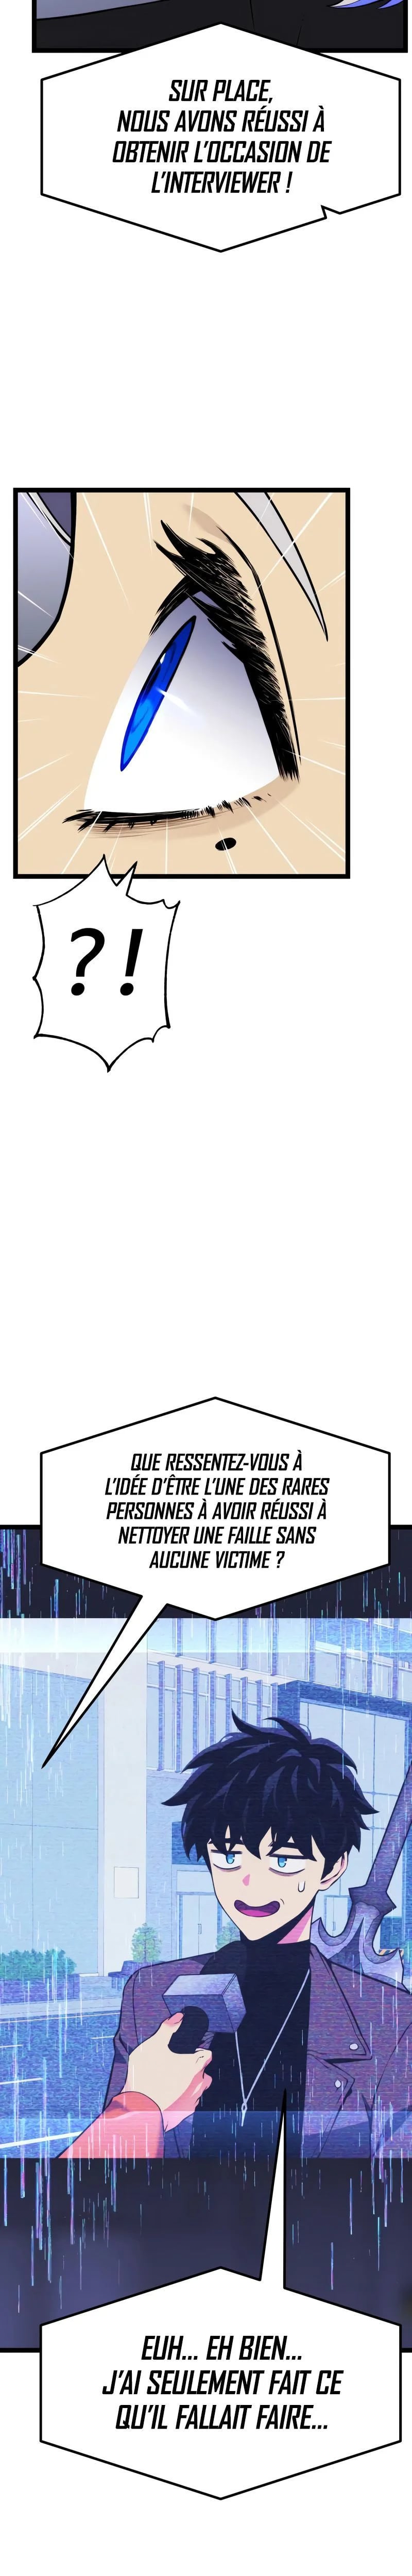 SUR PLACE,
NOUS AVONS RÉUSSI À
OBTENIR L'OCCASION DE
L'INTERVIEWER !
?!
QUE RESSENTEZ-VOUS À
L'IDÉE D'ÊTRE L'UNE DES RARES
PERSONNES À AVOIR RÉUSSI À
NETTOYER UNE FAILLE SANS
AUCUNE VICTIME ?
EUH... EH BIEN...
J'AI SEULEMENT FAIT CE
QU'IL FALLAIT FAIRE...